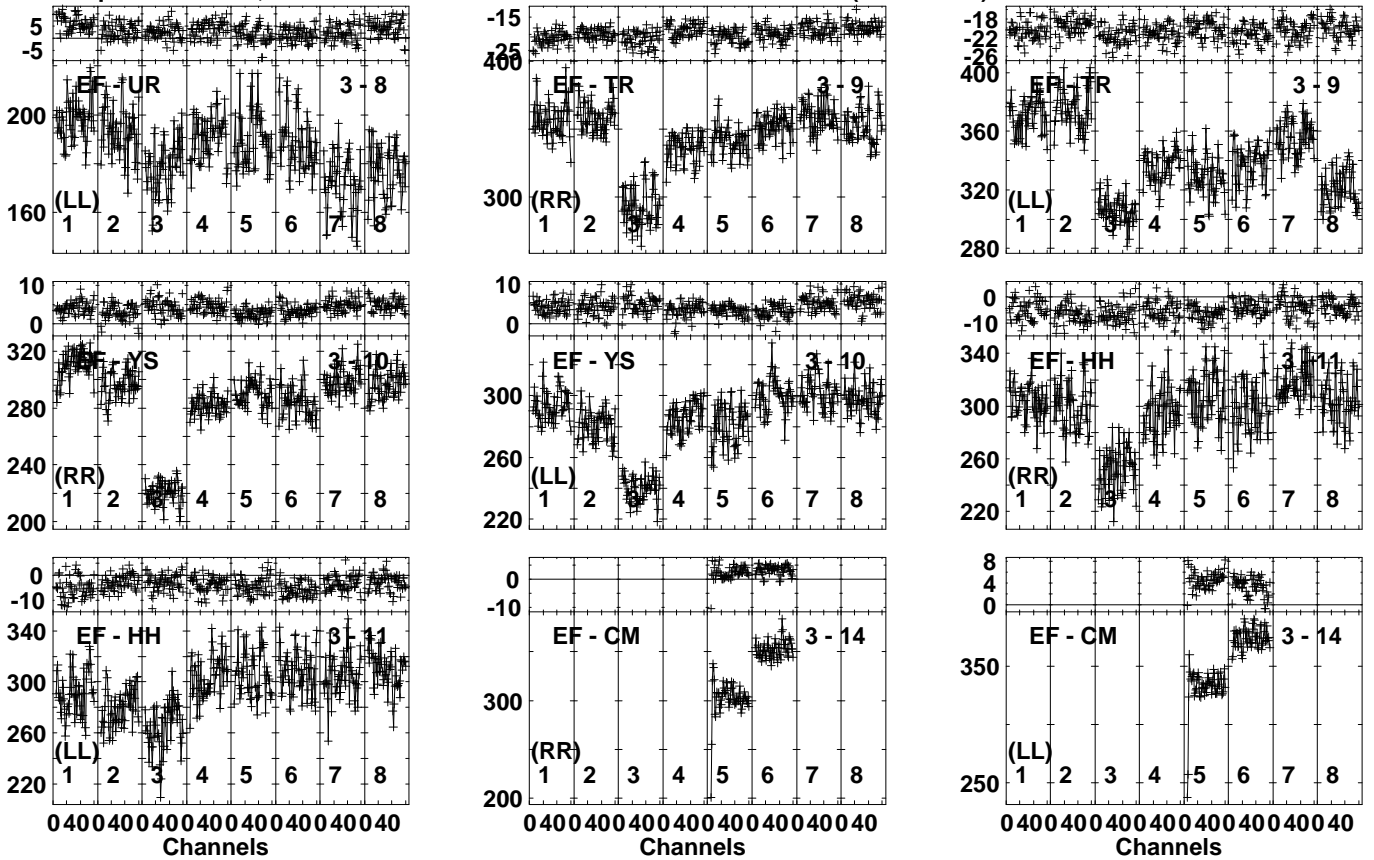 5 -15 -18
-5 -25 -22
400 -26
EF - UR 3 - 8 EF - TR 3 - 9 400 EF - TR 3 - 9
200 360
(LL) 300 (RR) 320 (LL)
160 1 2 3 4 5 6 7 8 1 2 3 4 5 6 7 8 280 1 2 3 4 5 6 7 8
10 10 0
0 0 -10
320 EF - YS 3 - 10 EF - YS 3 - 10 340 EF - HH 3 - 11
280 300 300
240 (RR) 260 (LL) 260 (RR)
200 1 2 3 4 5 6 7 8 220 1 2 3 4 5 6 7 8 220 1 2 3 4 5 6 7 8
0 0 8
-10 -10 4
0
340 EF - HH 3 - 11 EF - CM 3 - 14 EF - CM 3 - 14
300 300 350
260 (LL) (RR) (LL)
220 1 2 3 4 5 6 7 8 200 1 2 3 4 5 6 7 8 250 1 2 3 4 5 6 7 8
0 40 0 40 0 40 0 40 0 40 0 40 0 40 0 40 0 40 0 40 0 40 0 40 0 40 0 40 0 40 0 40 0 40 0 40 0 40 0 40 0 40 0 40 0 40 0 40
Channels Channels Channels